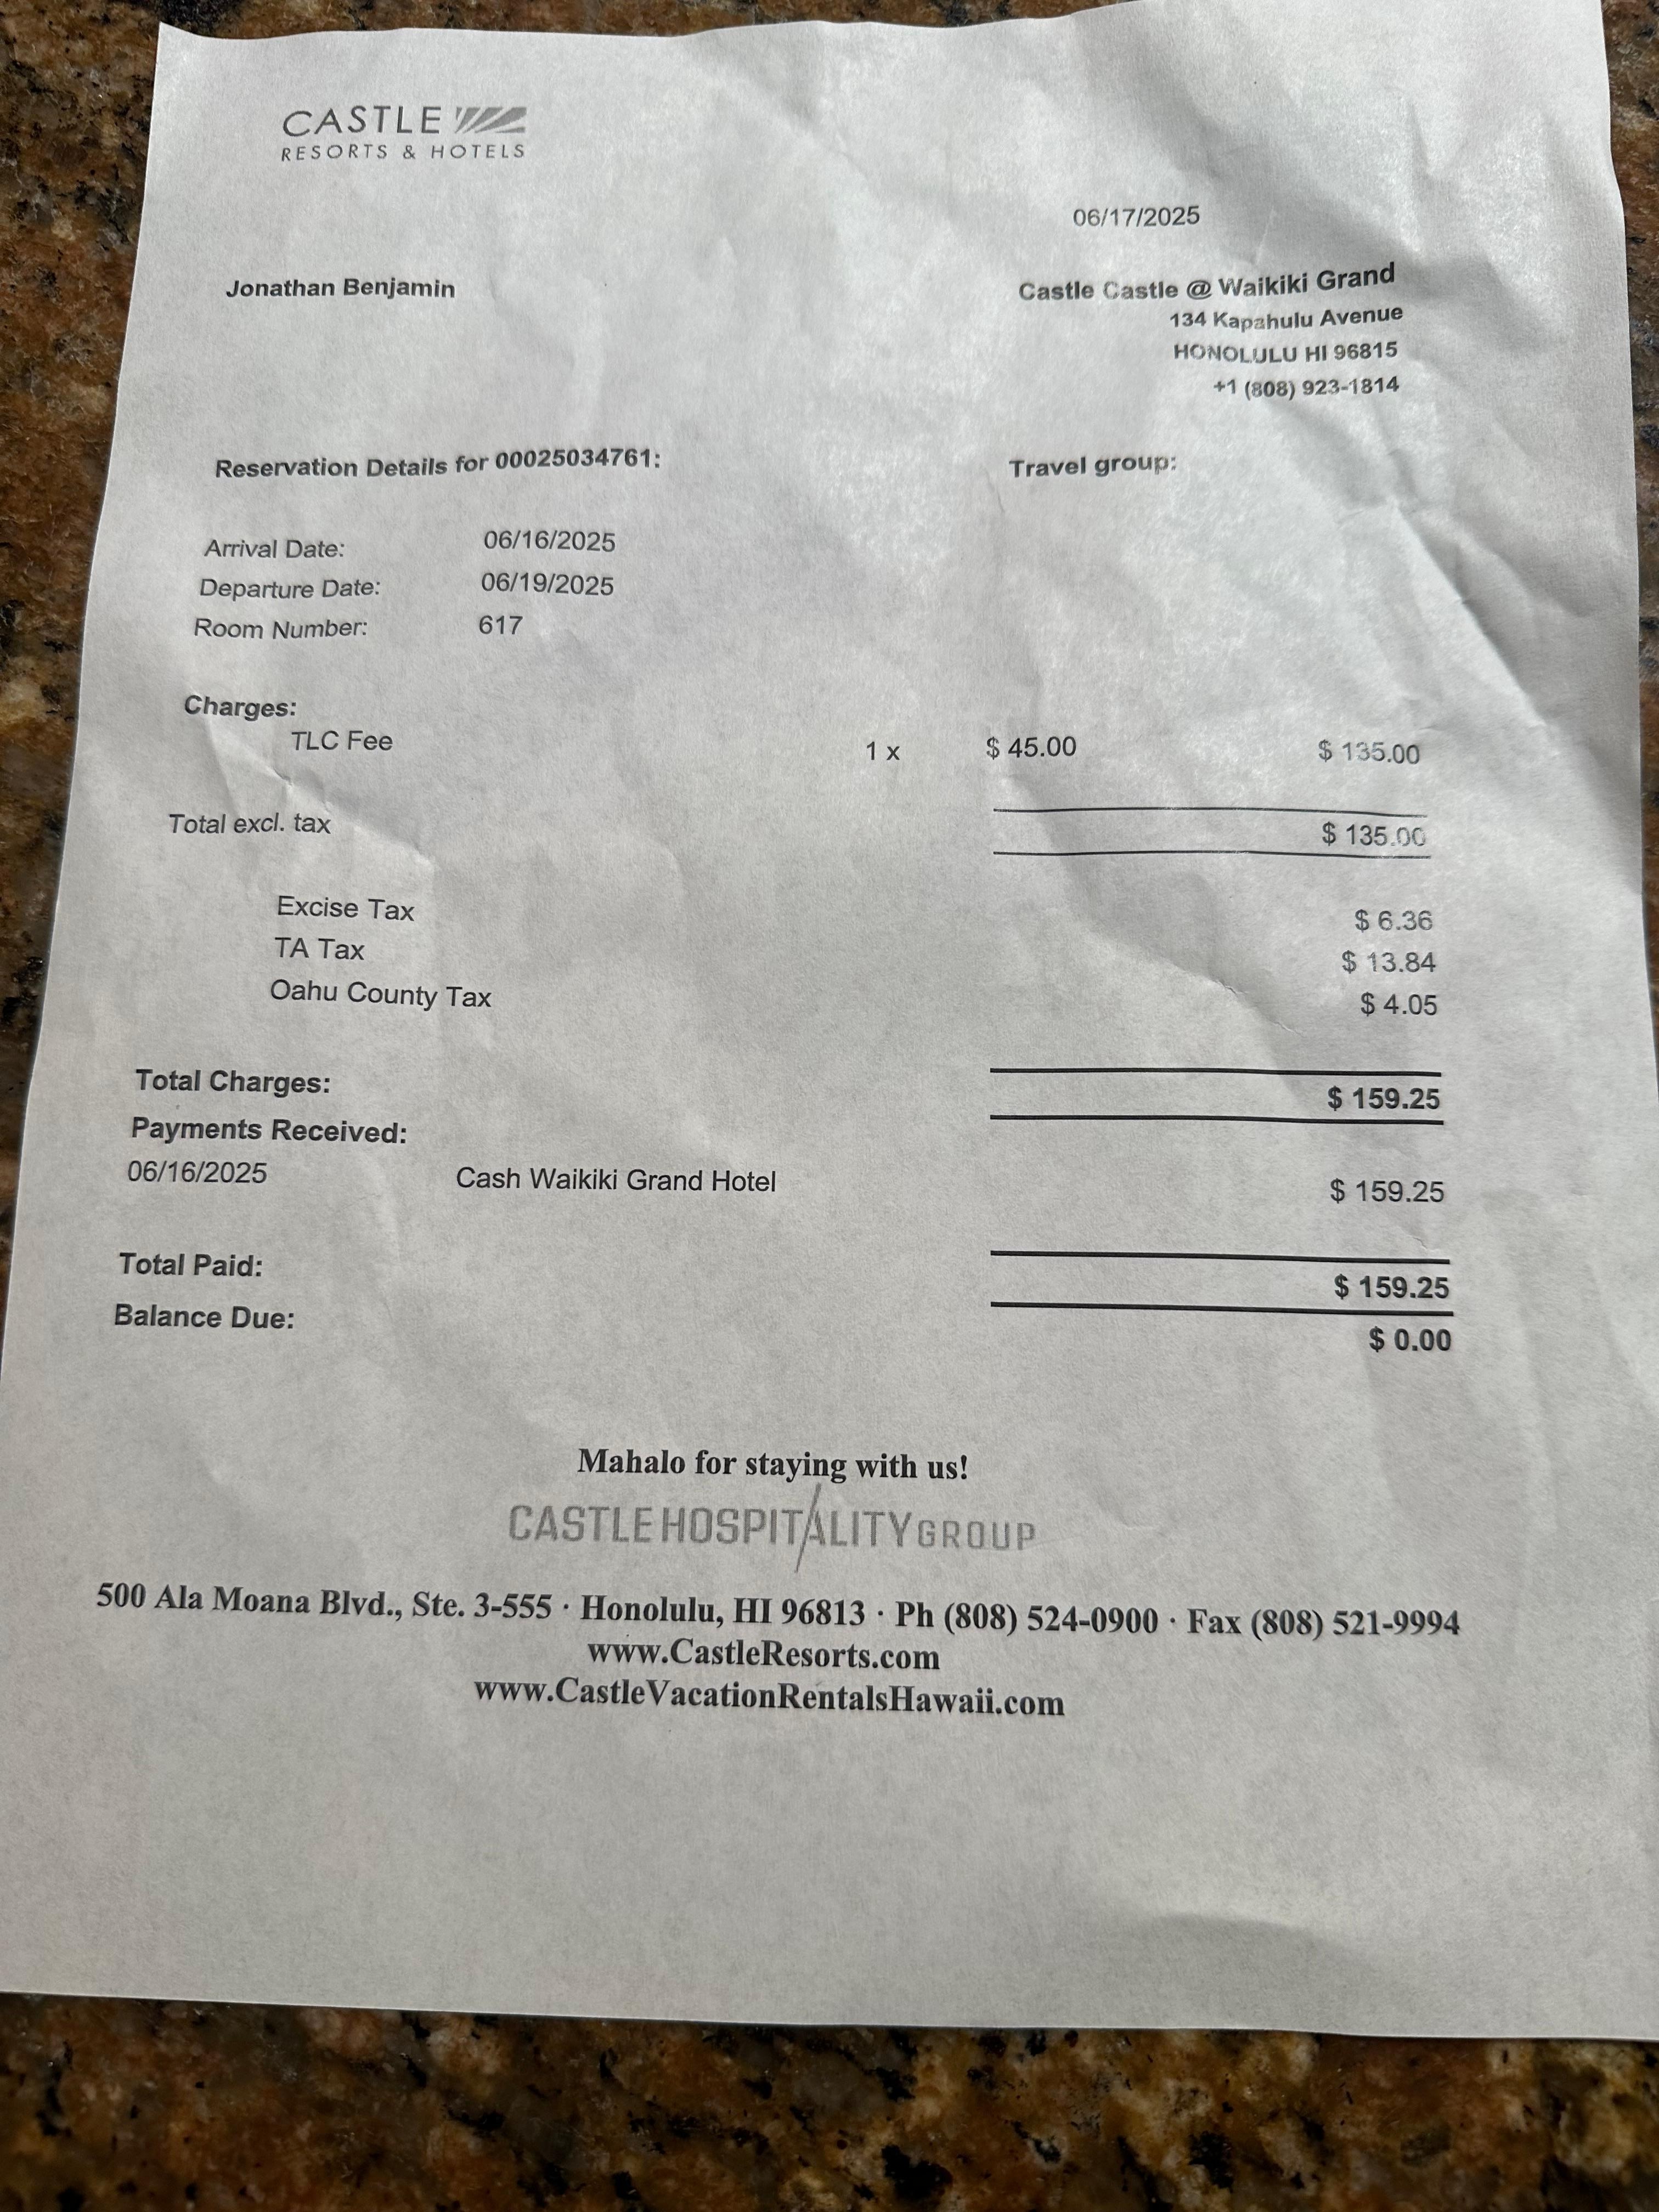 CASTLE
RESORTS & HOTELS
06/17/2025
Jonathan Benjamin
Castle Castle @ Waikiki Grand
134 Kapahulu Avenue
HONOLULU HI 96815
+1 (808) 923-1814
Reservation Details for 00025034761:
Travel group:
Arrival Date: 06/16/2025
Departure Date: 06/19/2025
Room Number: 617
Charges:
TLC Fee 1 x $ 45.00 $ 135.00
Total excl. tax $ 135.00
Excise Tax $ 6.36
TA Tax $ 13.84
Oahu County Tax $ 4.05
Total Charges: $ 159.25
Payments Received:
06/16/2025 Cash Waikiki Grand Hotel $ 159.25
Total Paid: $ 159.25
Balance Due: $ 0.00
Mahalo for staying with us!
CASTLE HOSPITALITY GROUP
500 Ala Moana Blvd., Ste. 3-555 · Honolulu, HI 96813 · Ph (808) 524-0900 · Fax (808) 521-9994
www.CastleResorts.com
www.CastleVacationRentalsHawaii.com